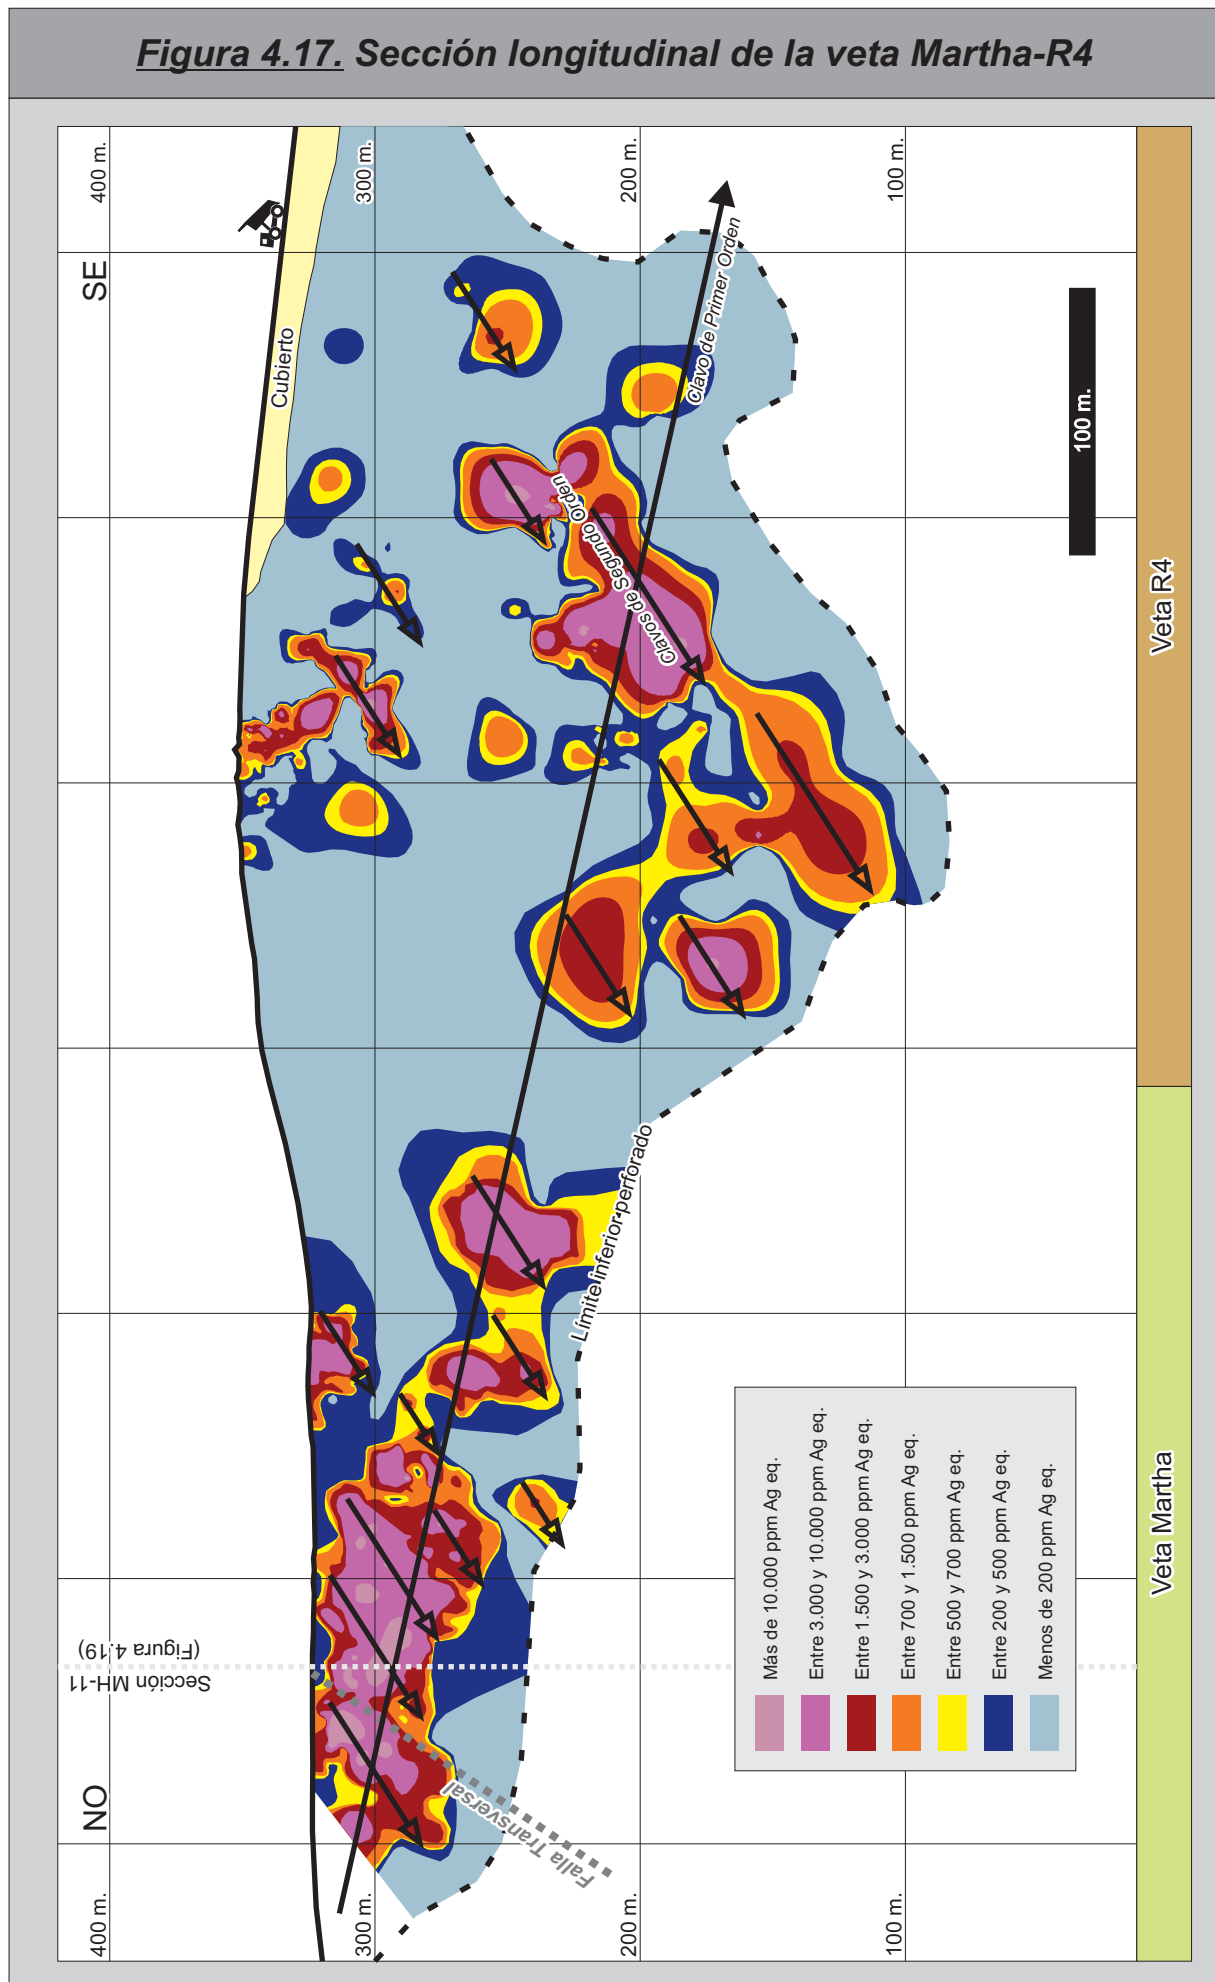 Figura 4.17. Sección longitudinal de la veta Martha-R4
400 m.
300 m.
200 m.
100 m.
SE
Cubierto
Clavo de Primer Orden
Clavos de Segundo Orden
100 m.
Veta R4
Límite inferior perforado
Veta Martha
Sección MH-11
(Figura 4.19)
NO
Falla Transversal
400 m.
300 m.
200 m.
100 m.
Más de 10.000 ppm Ag eq.
Entre 3.000 y 10.000 ppm Ag eq.
Entre 1.500 y 3.000 ppm Ag eq.
Entre 700 y 1.500 ppm Ag eq.
Entre 500 y 700 ppm Ag eq.
Entre 200 y 500 ppm Ag eq.
Menos de 200 ppm Ag eq.